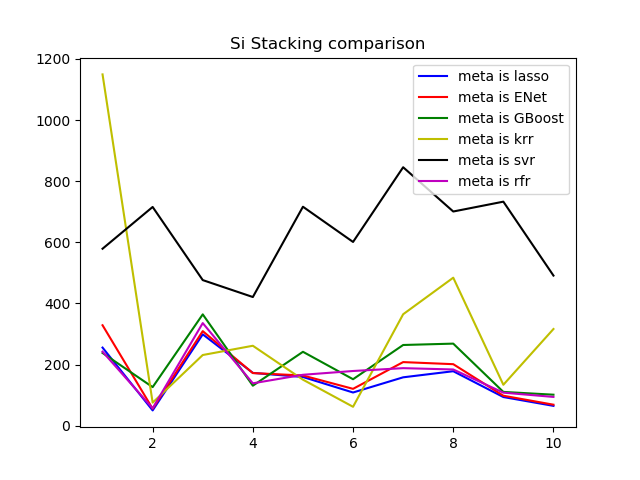 Si Stacking comparison
1200
1000
800
600
400
200
0
2
4
6
8
10
meta is lasso
meta is ENet
meta is GBoost
meta is krr
meta is svr
meta is rfr